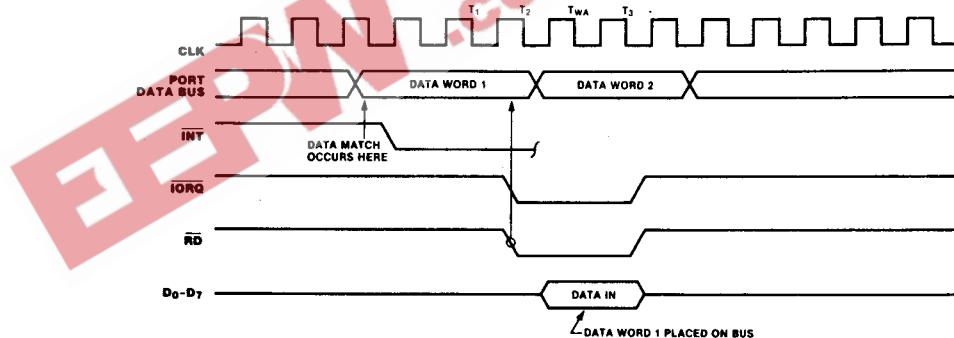 T1 T2 TWA T3
CLK
PORT
DATA BUS
DATA WORD 1
DATA WORD 2
INT
DATA MATCH
OCCURS HERE
IORQ
RD
D0-D7
DATA IN
DATA WORD 1 PLACED ON BUS
EEPW